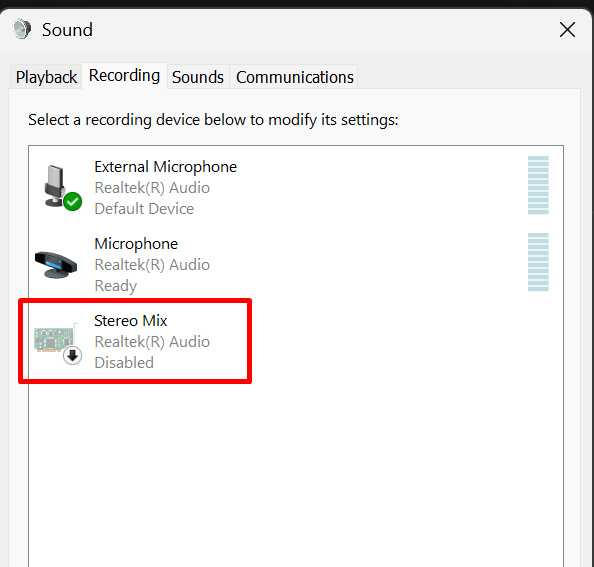 Sound
Playback Recording Sounds Communications
Select a recording device below to modify its settings:
External Microphone
Realtek(R) Audio
Default Device
Microphone
Realtek(R) Audio
Ready
Stereo Mix
Realtek(R) Audio
Disabled